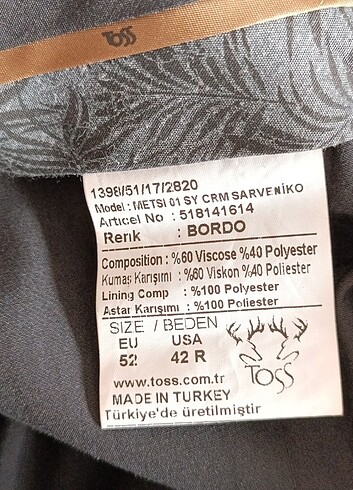 TOSS
1398/51/17/2820
Model : METSI 01 SY CRM SARVENİKO
Articel No : 518141614
Renk : BORDO
Composition : %60 Viscose %40 Polyester
Kumaş Karışımı : %60 Viskon %40 Poliester
Lining Comp : %100 Polyester
Astar Karışımı : %100 Poliester
SIZE / BEDEN
EU USA
52 42 R
TOSS
www.toss.com.tr
MADE IN TURKEY
Türkiye'de üretilmiştir